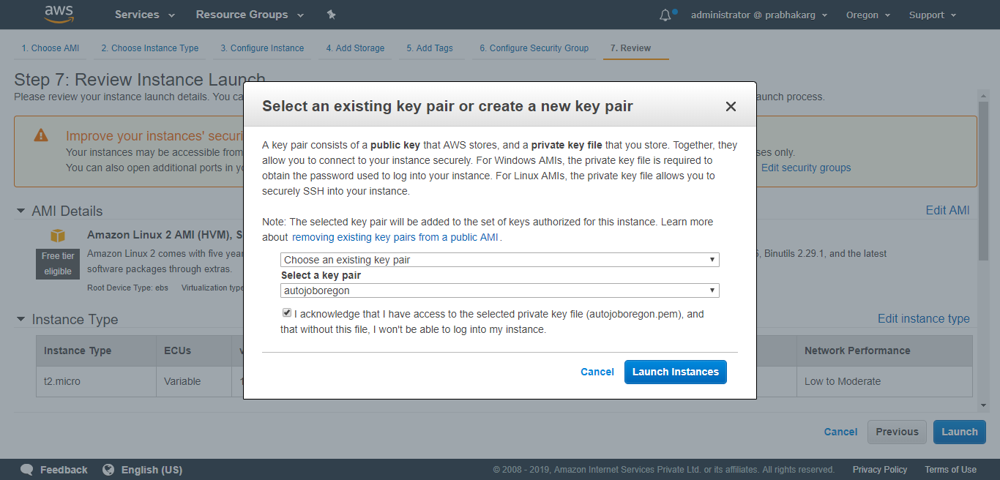 aws
Services
Resource Groups
administrator @ prabhakarg
Oregon
Support
1. Choose AMI
2. Choose Instance Type
3. Configure Instance
4. Add Storage
5. Add Tags
6. Configure Security Group
7. Review
Step 7: Review Instance Launch
Please review your instance launch details. You ca
aunch process.
Improve your instances' securi
Your instances may be accessible from
ses only.
You can also open additional ports in yo
Edit security groups
AMI Details
Edit AMI
Amazon Linux 2 AMI (HVM), S
Free tier
eligible
Amazon Linux 2 comes with five year
, Binutils 2.29.1, and the latest
software packages through extras.
Root Device Type: ebs
Virtualization type
Instance Type
Edit instance type
Instance Type
ECUs
Network Performance
t2.micro
Variable
Low to Moderate
Select an existing key pair or create a new key pair
A key pair consists of a public key that AWS stores, and a private key file that you store. Together, they
allow you to connect to your instance securely. For Windows AMIs, the private key file is required to
obtain the password used to log into your instance. For Linux AMIs, the private key file allows you to
securely SSH into your instance.
Note: The selected key pair will be added to the set of keys authorized for this instance. Learn more
about removing existing key pairs from a public AMI.
Choose an existing key pair
Select a key pair
autojoboregon
I acknowledge that I have access to the selected private key file (autojoboregon.pem), and
that without this file, I won't be able to log into my instance.
Cancel
Launch Instances
Cancel
Previous
Launch
Feedback
English (US)
© 2008 - 2019, Amazon Internet Services Private Ltd. or its affiliates. All rights reserved.
Privacy Policy
Terms of Use